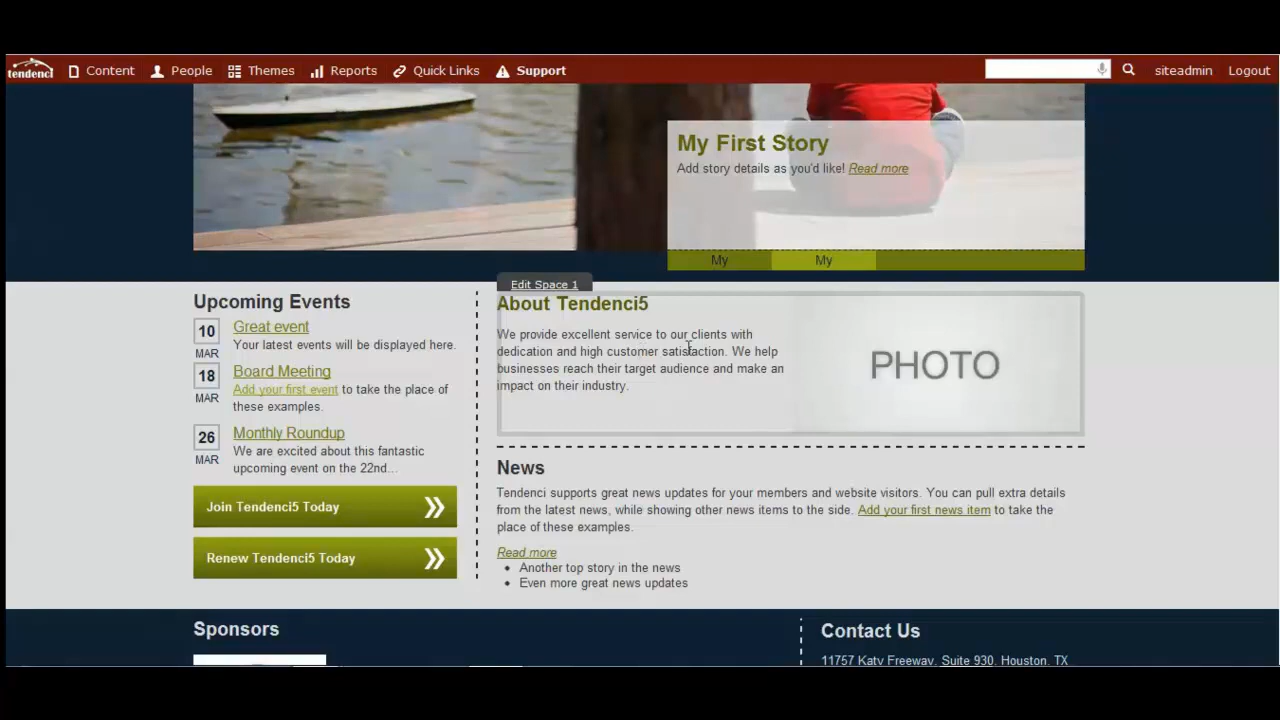 tendenci Content People Themes Reports Quick Links Support siteadmin Logout
My First Story
Add story details as you'd like! Read more
My My
Upcoming Events
10 Great event
MAR Your latest events will be displayed here.
18 Board Meeting
MAR Add your first event to take the place of
these examples.
26 Monthly Roundup
MAR We are excited about this fantastic
upcoming event on the 22nd...
Join Tendenci5 Today
Renew Tendenci5 Today
Edit Space 1
About Tendenci5
We provide excellent service to our clients with
dedication and high customer satisfaction. We help
businesses reach their target audience and make an
impact on their industry.
PHOTO
News
Tendenci supports great news updates for your members and website visitors. You can pull extra details
from the latest news, while showing other news items to the side. Add your first news item to take the
place of these examples.
Read more
• Another top story in the news
• Even more great news updates
Sponsors
Contact Us
11757 Katy Freeway, Suite 930, Houston, TX